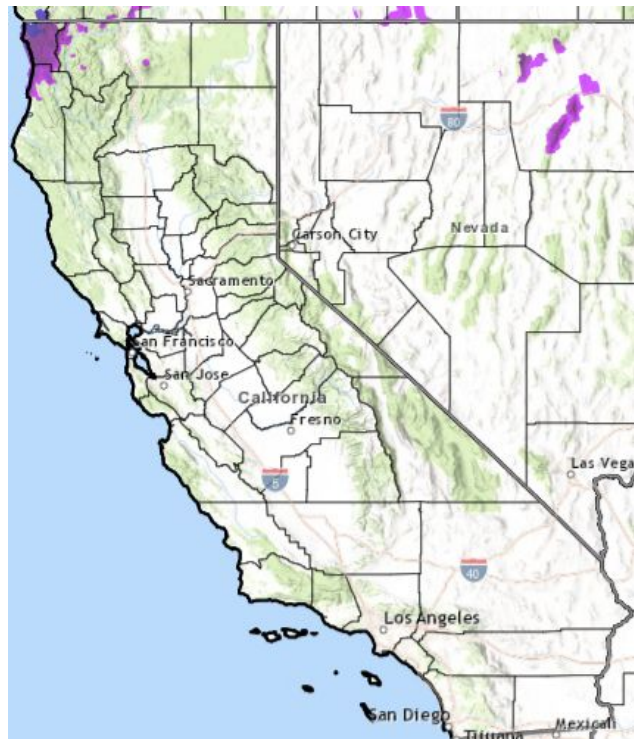 80
Carson City
Nevada
Sacramento
San Francisco
San Jose
California
Fresno
5
Las Vega
40
Los Angeles
San Diego
Tijuana
Mexicali